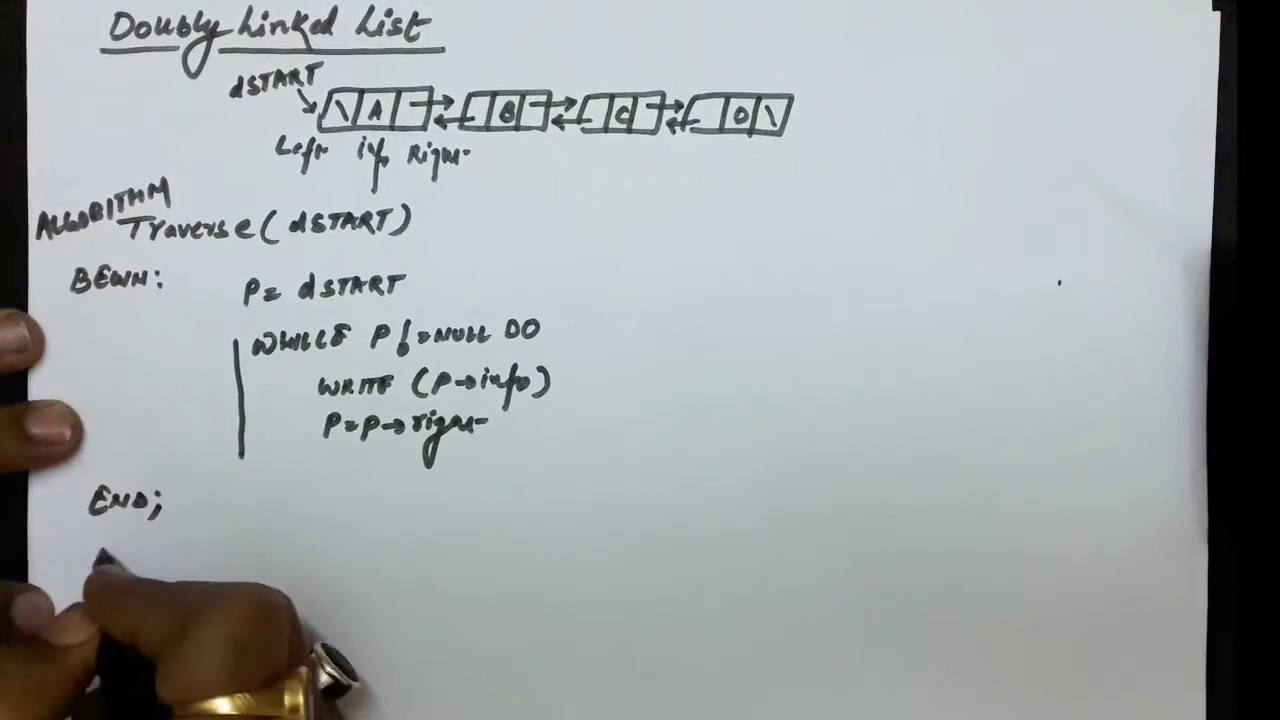 Doubly Linked List
dSTART
\ A B C D \
Left info Right
ALGORITHM
Traverse(dSTART)
BEGIN:
P= dSTART
WHILE P!=NULL DO
WRITE (P→info)
P=P→right
END;